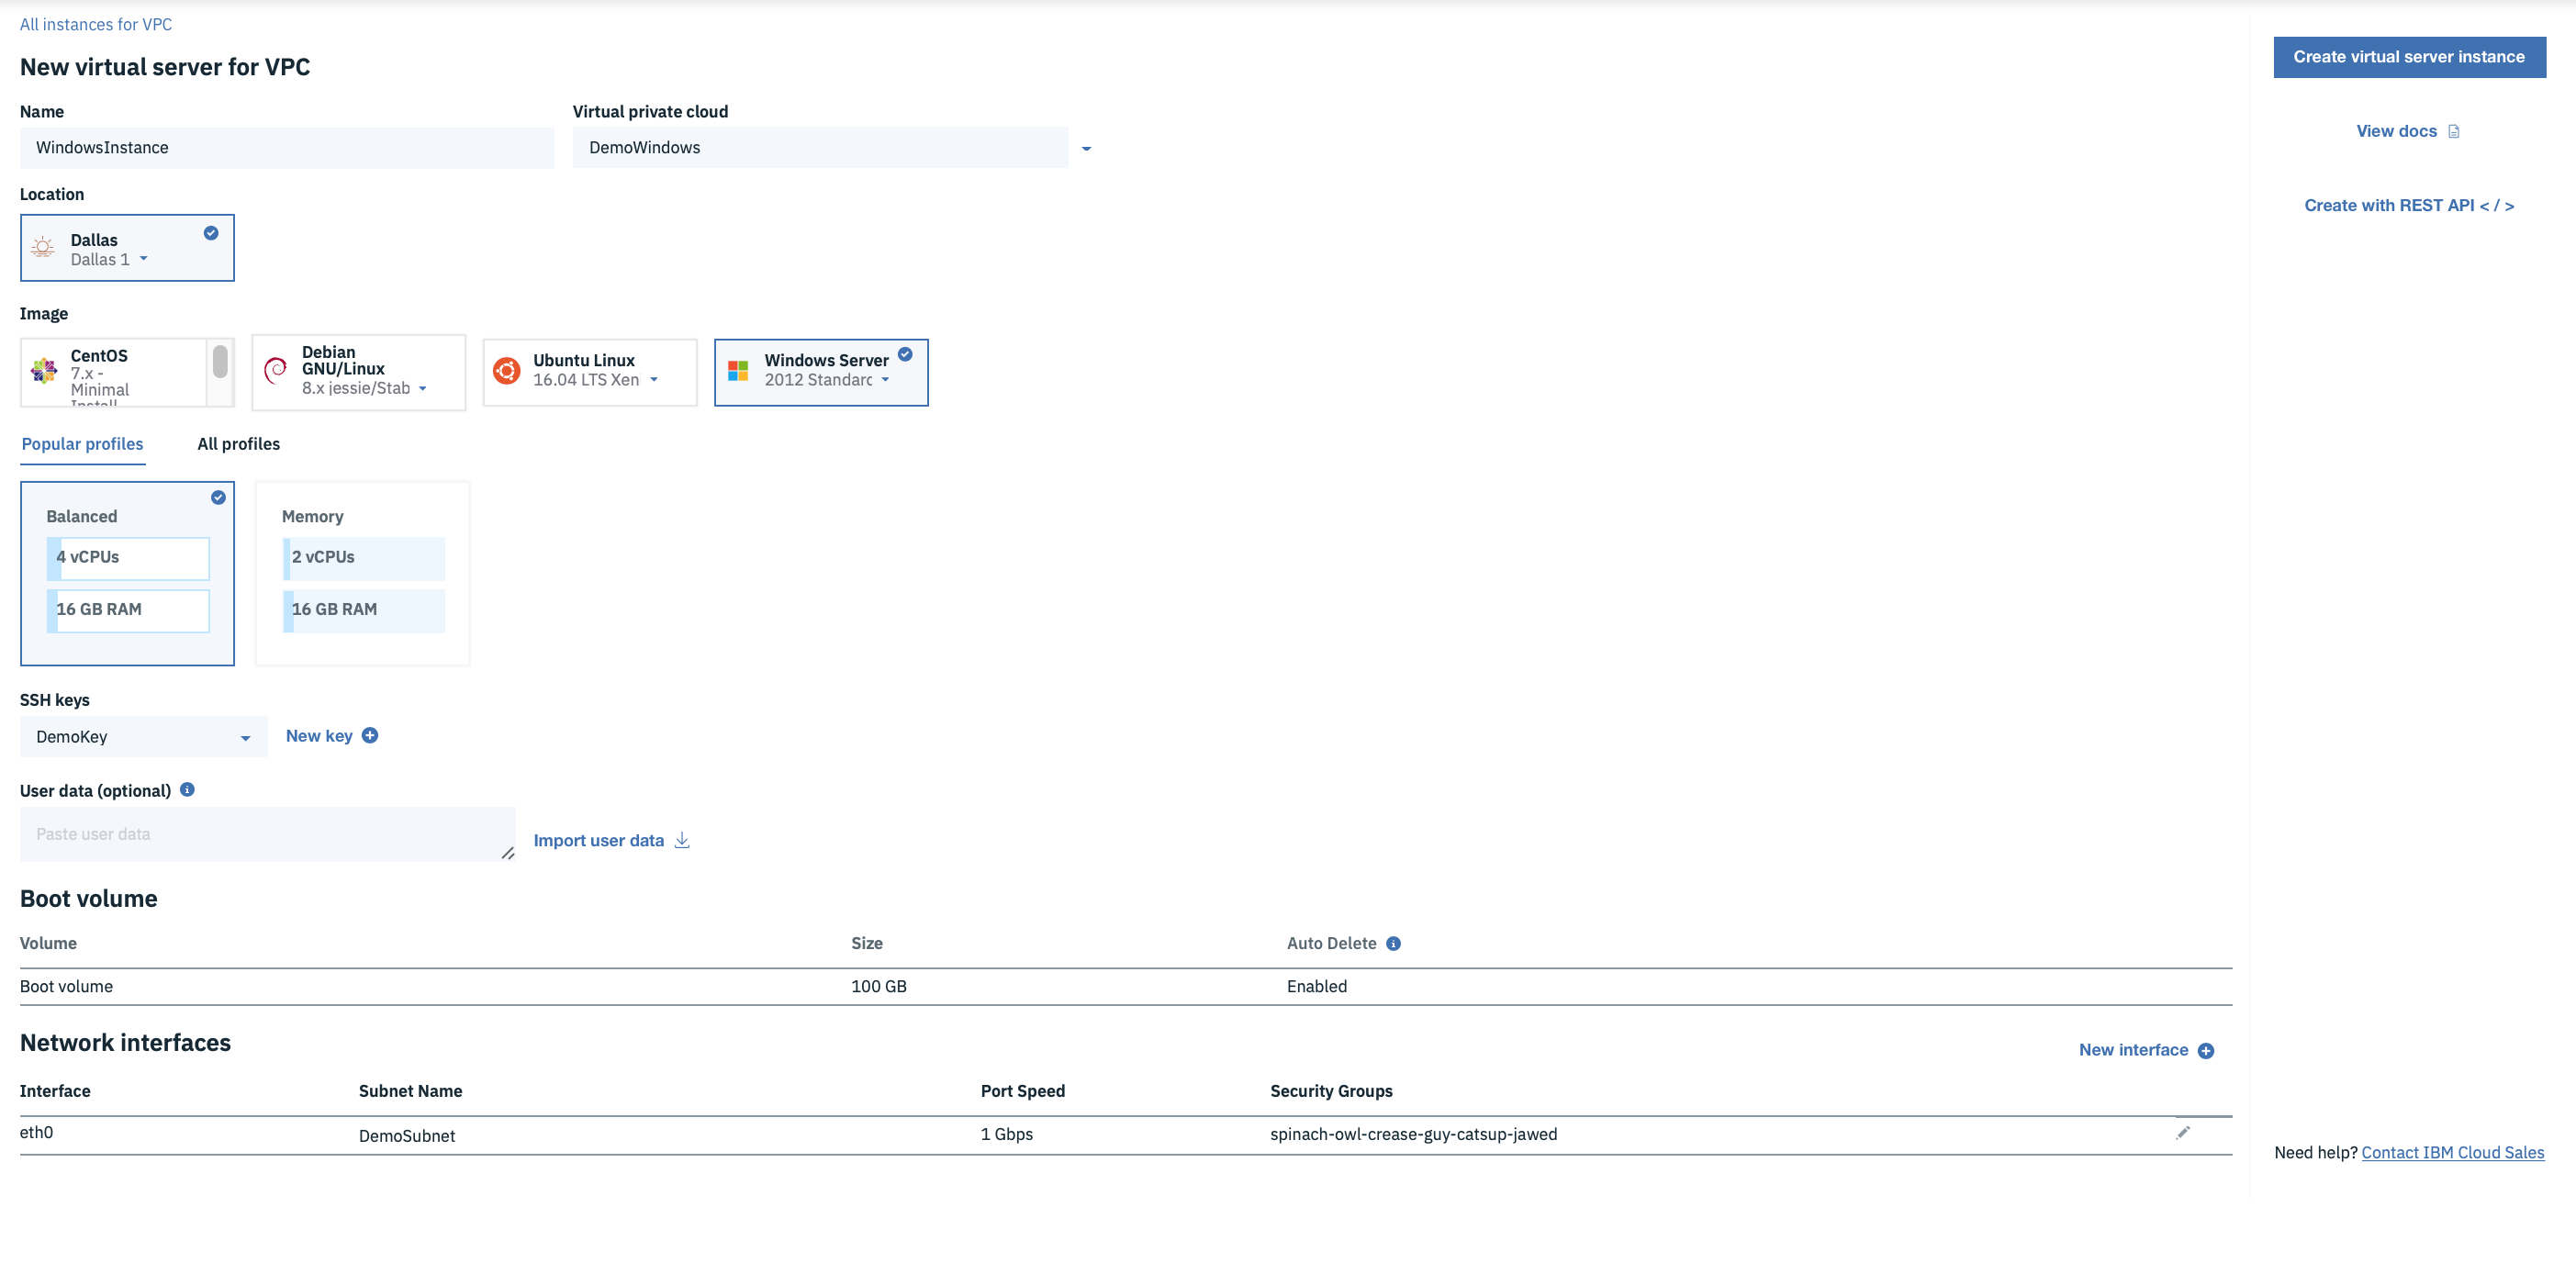 All instances for VPC
New virtual server for VPC
Create virtual server instance
Name
Virtual private cloud
WindowsInstance
DemoWindows
View docs
Location
Create with REST API < / >
Dallas
Dallas 1
Image
CentOS
7.x -
Minimal
Install
Debian
GNU/Linux
8.x jessie/Stab
Ubuntu Linux
16.04 LTS Xen
Windows Server
2012 Standarc
Popular profiles
All profiles
Balanced
4 vCPUs
16 GB RAM
Memory
2 vCPUs
16 GB RAM
SSH keys
DemoKey
New key
User data (optional)
Paste user data
Import user data
Boot volume
Volume Size Auto Delete
Boot volume 100 GB Enabled
Network interfaces
New interface
Interface Subnet Name Port Speed Security Groups
eth0 DemoSubnet 1 Gbps spinach-owl-crease-guy-catsup-jawed
Need help? Contact IBM Cloud Sales